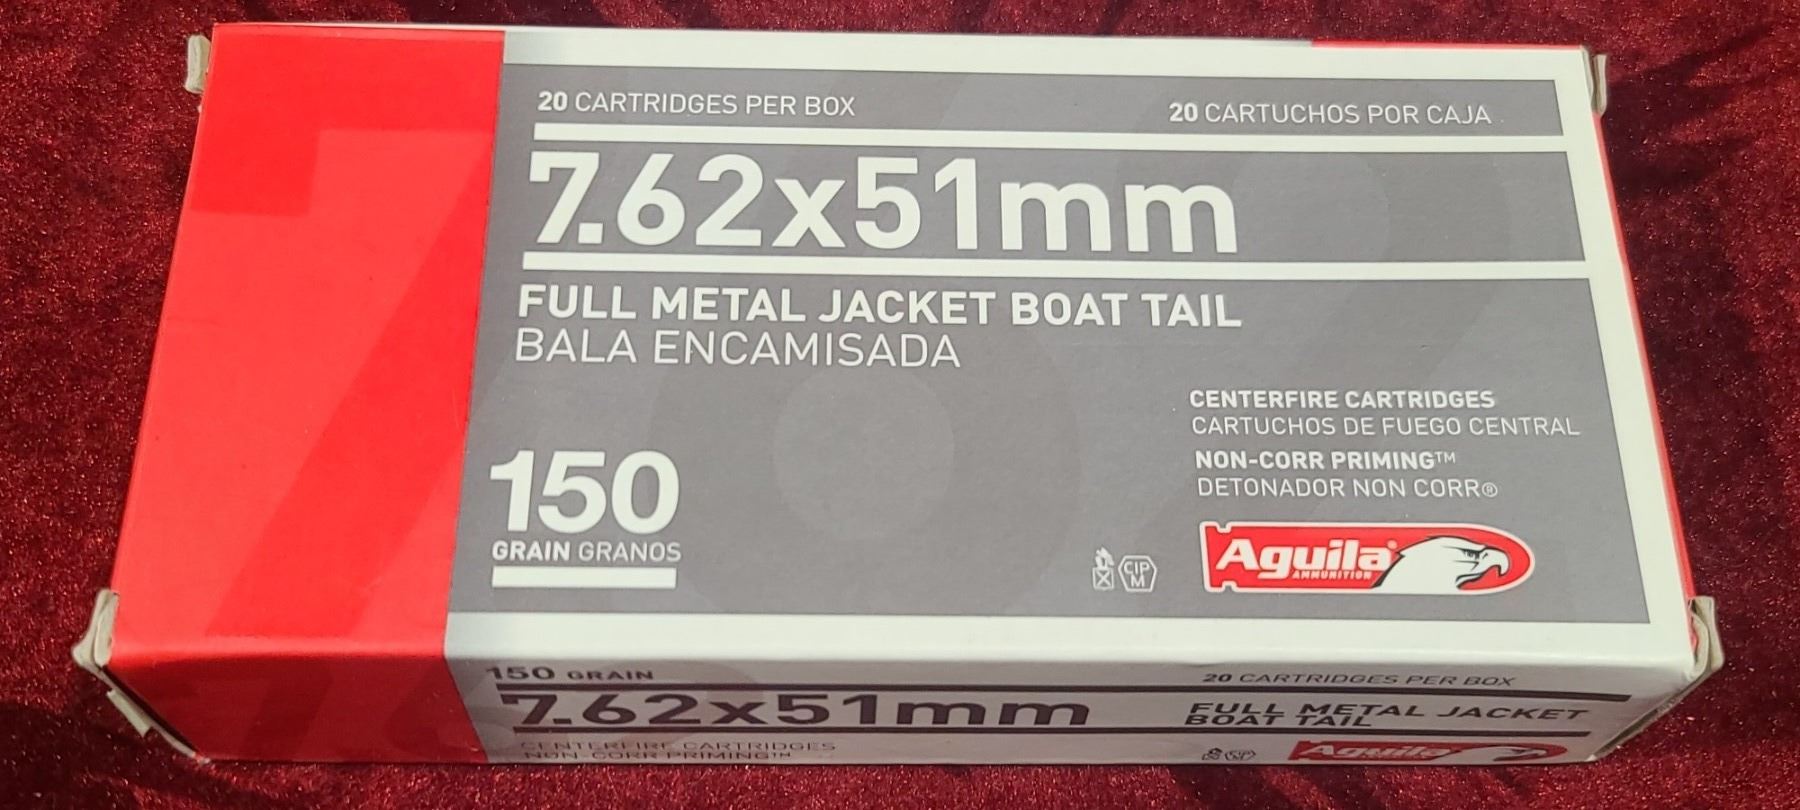 20 CARTRIDGES PER BOX
20 CARTUCHOS POR CAJA
7.62x51mm
FULL METAL JACKET BOAT TAIL
BALA ENCAMISADA
150
GRAIN GRANOS
CENTERFIRE CARTRIDGES
CARTUCHOS DE FUEGO CENTRAL
NON-CORR PRIMING™
DETONADOR NON CORR®
CIP
M
Aguila®
AMMUNITION
150 GRAIN
20 CARTRIDGES PER BOX
7.62x51mm
FULL METAL JACKET
BOAT TAIL
CENTERFIRE CARTRIDGES
NON-CORR PRIMING™
CIP
M
Aguila